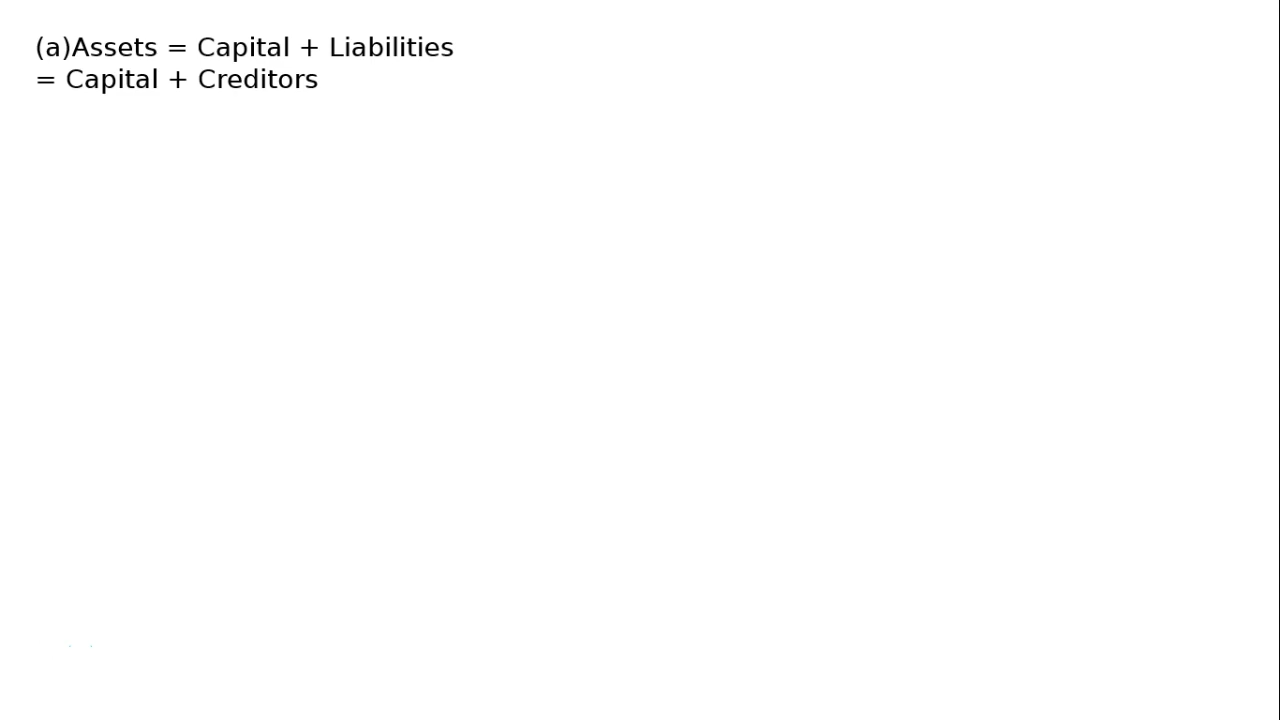 (a)Assets = Capital + Liabilities
= Capital + Creditors